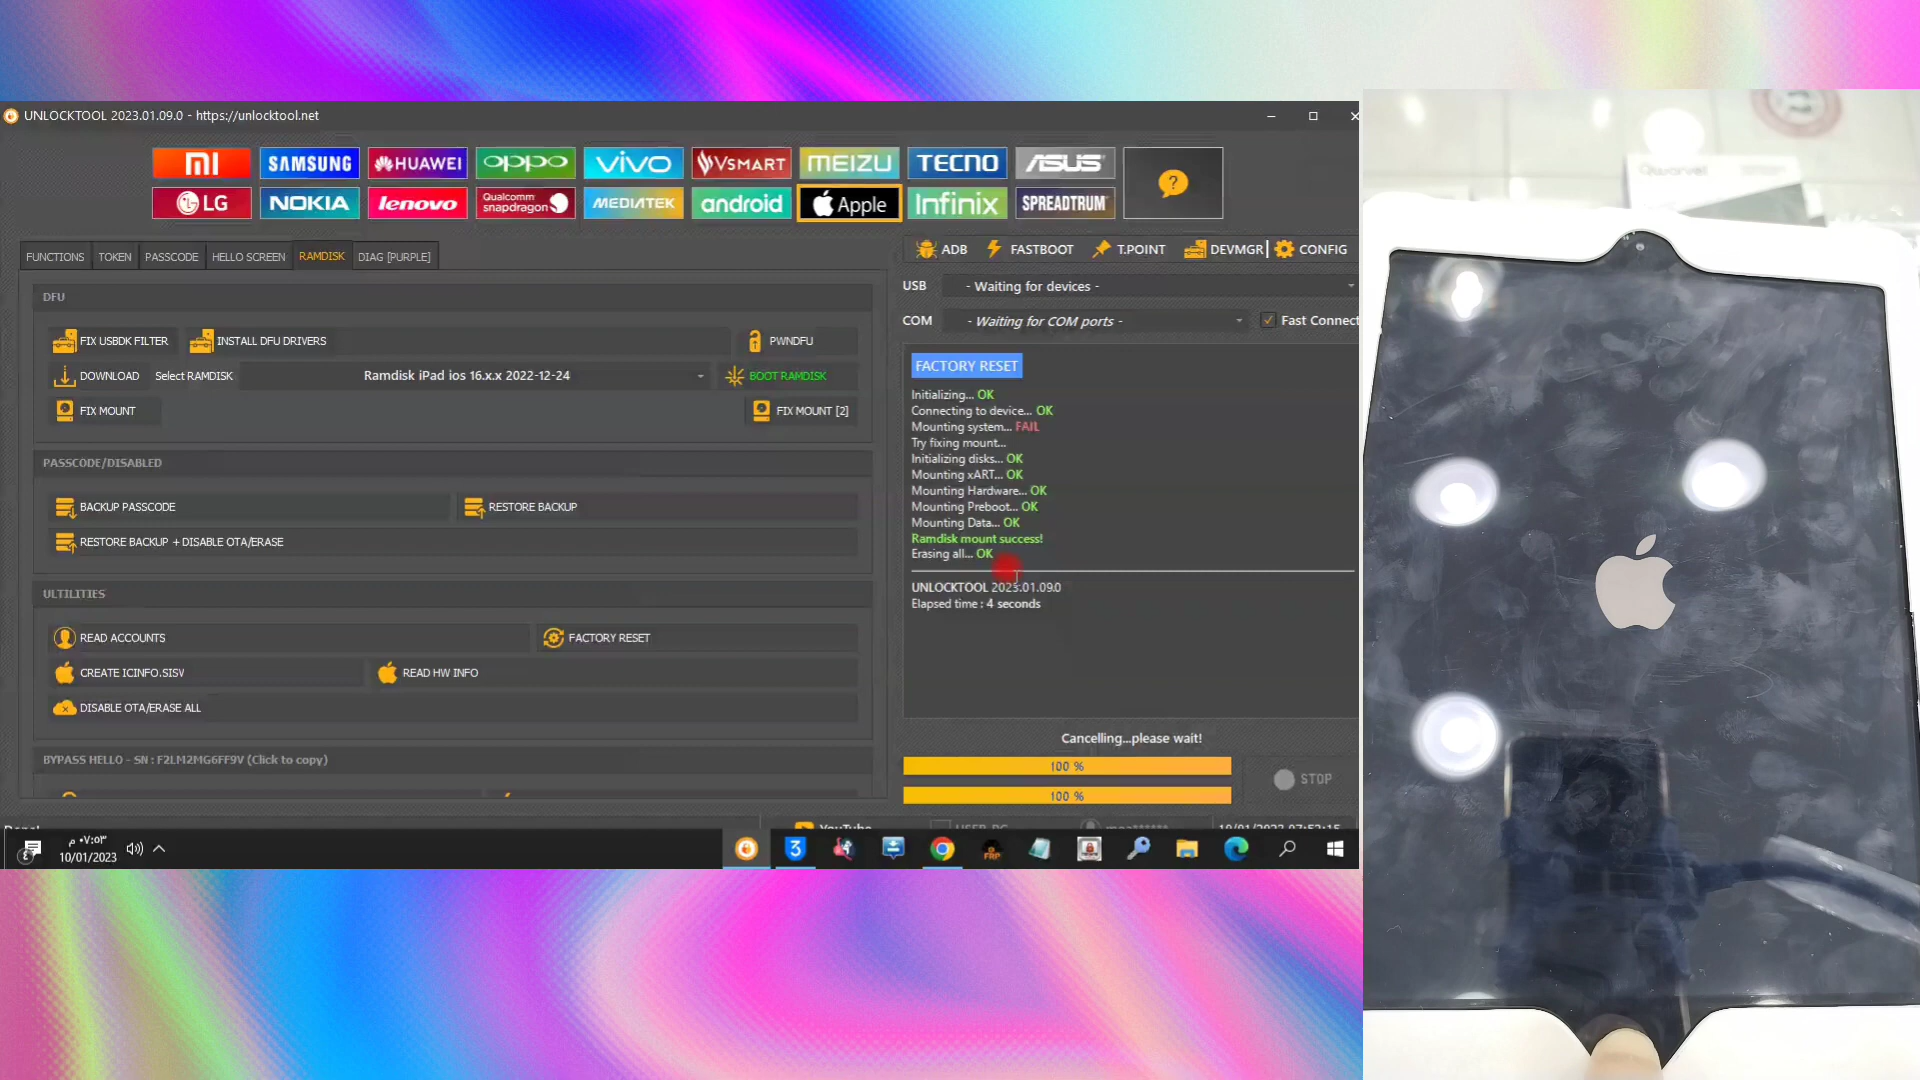 UNLOCKTOOL 2023.01.09.0 - https://unlocktool.net
MI SAMSUNG HUAWEI oppo vivo VSMART MEIZU TECNO ASUS
LG NOKIA lenovo Qualcomm snapdragon MEDIATEK android Apple Infinix SPREADTRUM
?
FUNCTIONS TOKEN PASSCODE HELLO SCREEN RAMDISK DIAG [PURPLE]
DFU
FIX USBDK FILTER INSTALL DFU DRIVERS PWNDFU
DOWNLOAD Select RAMDISK Ramdisk iPad ios 16.x.x 2022-12-24 BOOT RAMDISK
FIX MOUNT FIX MOUNT [2]
PASSCODE/DISABLED
BACKUP PASSCODE RESTORE BACKUP
RESTORE BACKUP + DISABLE OTA/ERASE
ULTILITIES
READ ACCOUNTS FACTORY RESET
CREATE ICINFO.SISV READ HW INFO
DISABLE OTA/ERASE ALL
BYPASS HELLO - SN : F2LM2MG6FF9V (Click to copy)
ADB FASTBOOT T.POINT DEVMGR CONFIG
USB - Waiting for devices -
COM - Waiting for COM ports - Fast Connect
FACTORY RESET
Initializing... OK
Connecting to device... OK
Mounting system... FAIL
Try fixing mount...
Initializing disks... OK
Mounting xART... OK
Mounting Hardware... OK
Mounting Preboot... OK
Mounting Data... OK
Ramdisk mount success!
Erasing all... OK
UNLOCKTOOL 2023.01.09.0
Elapsed time : 4 seconds
Cancelling...please wait!
100 %
100 % STOP
YouTube
٠٧:٥٣ م
10/01/2023
FRP